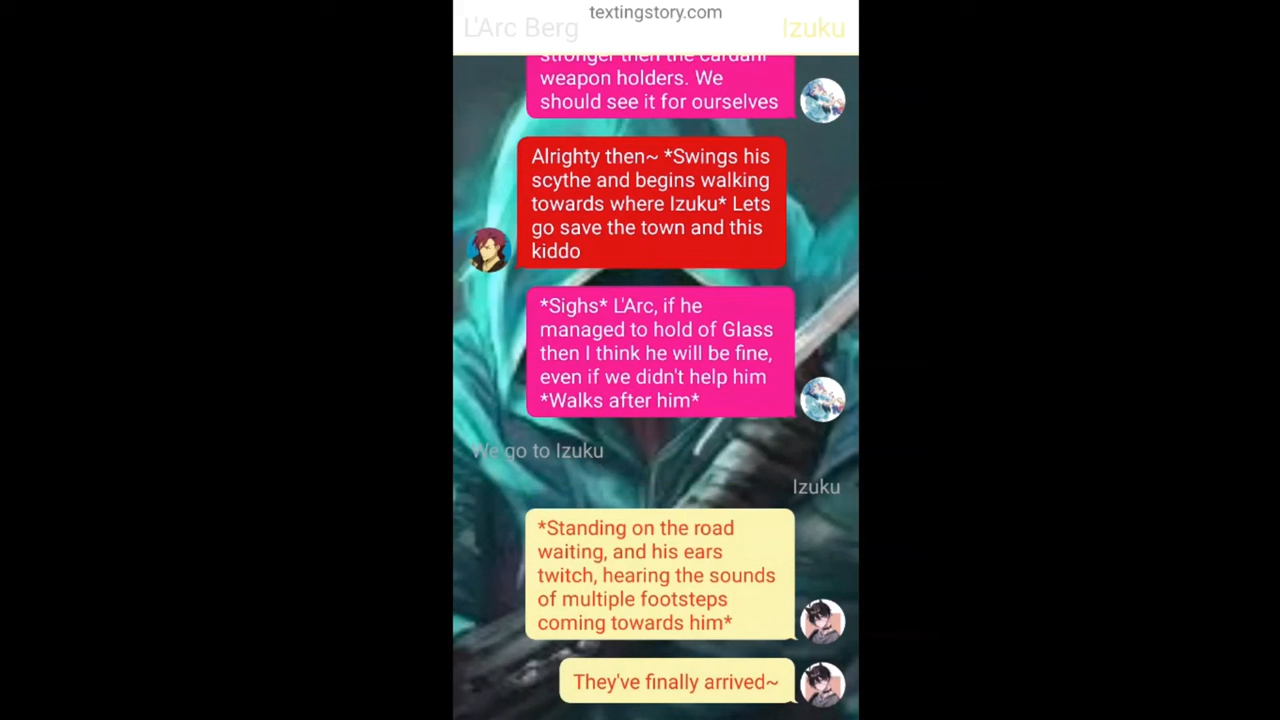 textingstory.com
L'Arc Berg
Izuku
stronger then the cardani
weapon holders. We
should see it for ourselves
Alrighty then~ *Swings his
scythe and begins walking
towards where Izuku* Lets
go save the town and this
kiddo
*Sighs* L'Arc, if he
managed to hold of Glass
then I think he will be fine,
even if we didn't help him
*Walks after him*
We go to Izuku
Izuku
*Standing on the road
waiting, and his ears
twitch, hearing the sounds
of multiple footsteps
coming towards him*
They've finally arrived~